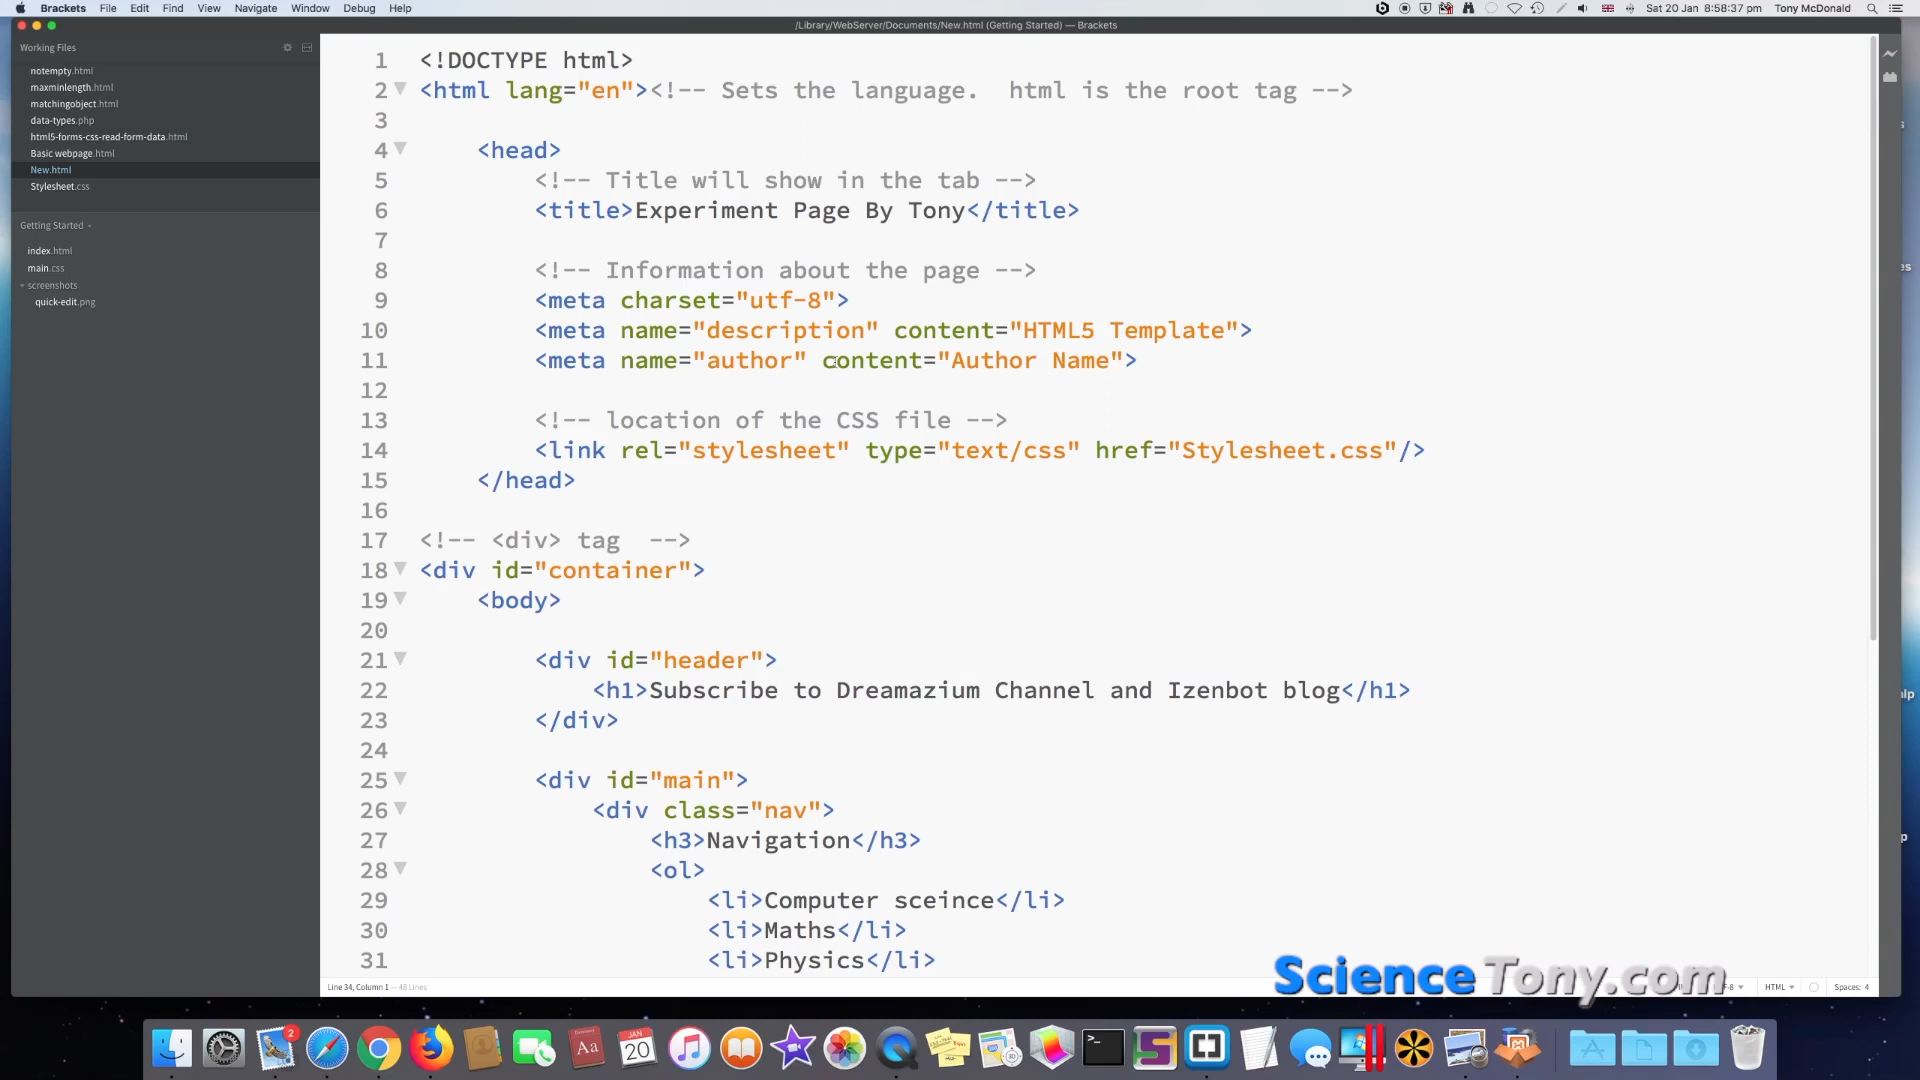 Brackets File Edit Find View Navigate Window Debug Help
Sat 20 Jan 8:58:37 pm Tony McDonald
/Library/WebServer/Documents/New.html (Getting Started) — Brackets
Working Files
notempty.html
maxminlength.html
matchingobject.html
data-types.php
html5-forms-css-read-form-data.html
Basic webpage.html
New.html
Stylesheet.css
Getting Started
index.html
main.css
screenshots
quick-edit.png
1 <!DOCTYPE html>
2 <html lang="en"><!-- Sets the language.  html is the root tag -->
3
4 <head>
5 <!-- Title will show in the tab -->
6 <title>Experiment Page By Tony</title>
7
8 <!-- Information about the page -->
9 <meta charset="utf-8">
10 <meta name="description" content="HTML5 Template">
11 <meta name="author" content="Author Name">
12
13 <!-- location of the CSS file -->
14 <link rel="stylesheet" type="text/css" href="Stylesheet.css"/>
15 </head>
16
17 <!-- <div> tag  -->
18 <div id="container">
19 <body>
20
21 <div id="header">
22 <h1>Subscribe to Dreamazium Channel and Izenbot blog</h1>
23 </div>
24
25 <div id="main">
26 <div class="nav">
27 <h3>Navigation</h3>
28 <ol>
29 <li>Computer sceince</li>
30 <li>Maths</li>
31 <li>Physics</li>
ScienceTony.com
Line 34, Column 1 — 48 Lines
HTML
Spaces: 4
2
Aa
JAN
20